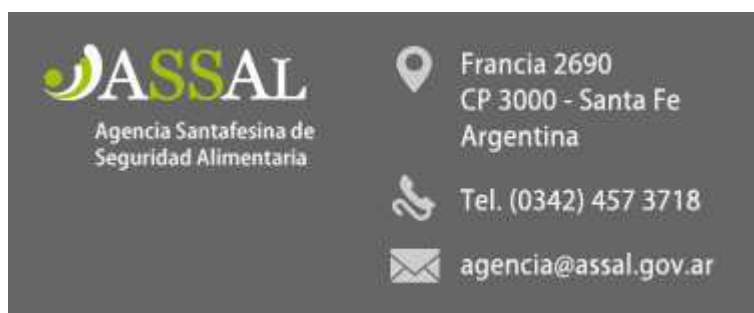 ASSAL
Agencia Santafesina de
Seguridad Alimentaria
Francia 2690
CP 3000 - Santa Fe
Argentina
Tel. (0342) 457 3718
agencia@assal.gov.ar